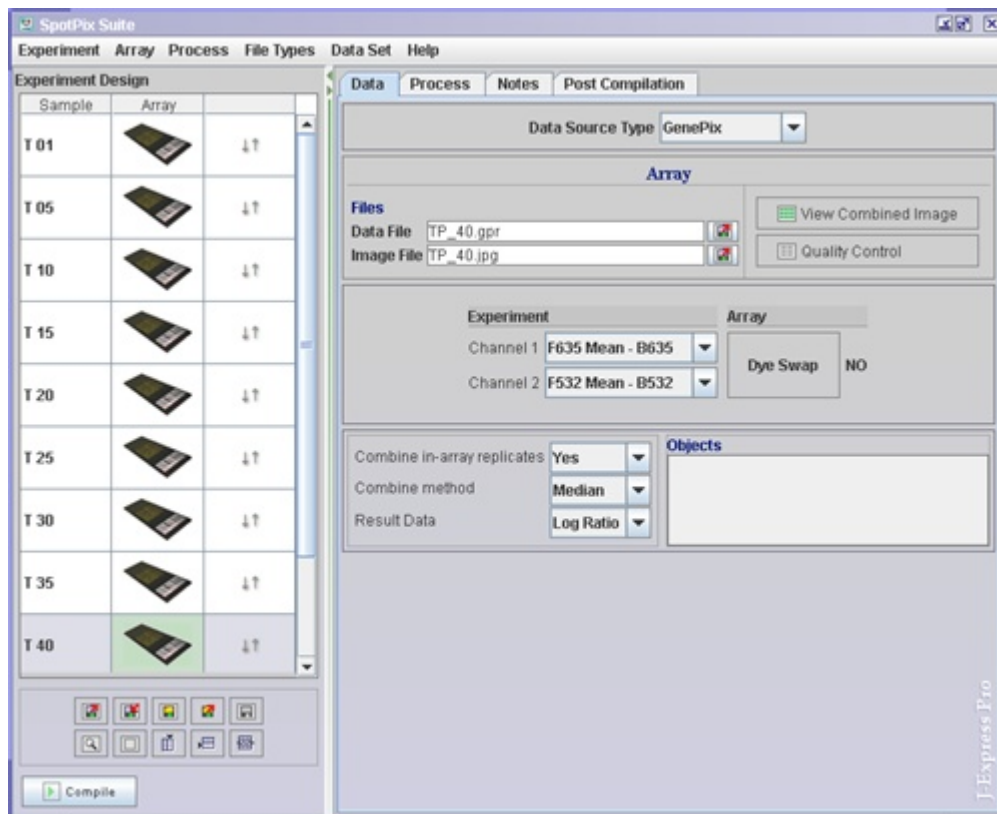 SpotPix Suite
Experiment Array Process File Types Data Set Help
Experiment Design
Sample Array
T 01
T 05
T 10
T 15
T 20
T 25
T 30
T 35
T 40
Compile
Data Process Notes Post Compilation
Data Source Type GenePix
Array
Files
Data File TP_40.gpr
Image File TP_40.jpg
View Combined Image
Quality Control
Experiment Array
Channel 1 F635 Mean - B635
Channel 2 F532 Mean - B532
Dye Swap NO
Combine in-array replicates Yes
Combine method Median
Result Data Log Ratio
Objects
J-Express Pro